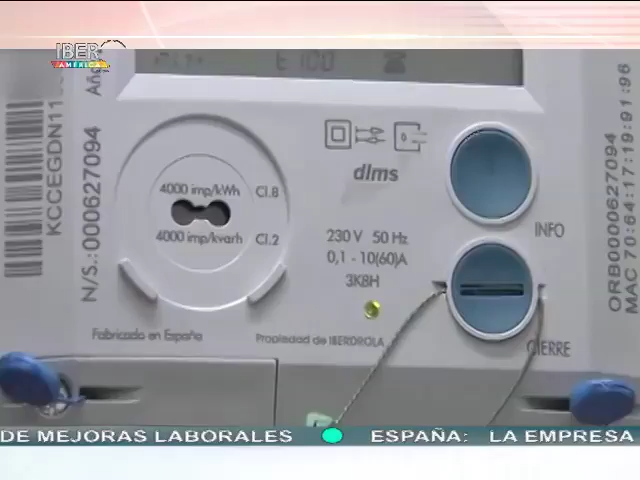 IBER
AMÉRICA
E 100
KCCEGDN11
N/S.:000627094
4000 imp/kWh Cl.B
4000 imp/kvarh Cl.2
dlms
230 V 50 Hz
0,1 - 10(60)A
INFO
CIERRE
ORB0000627094
MAC 70:64:17:19:91:96
Fabricado en España
Propiedad de IBERDROLA
DE MEJORAS LABORALES ESPAÑA: LA EMPRESA